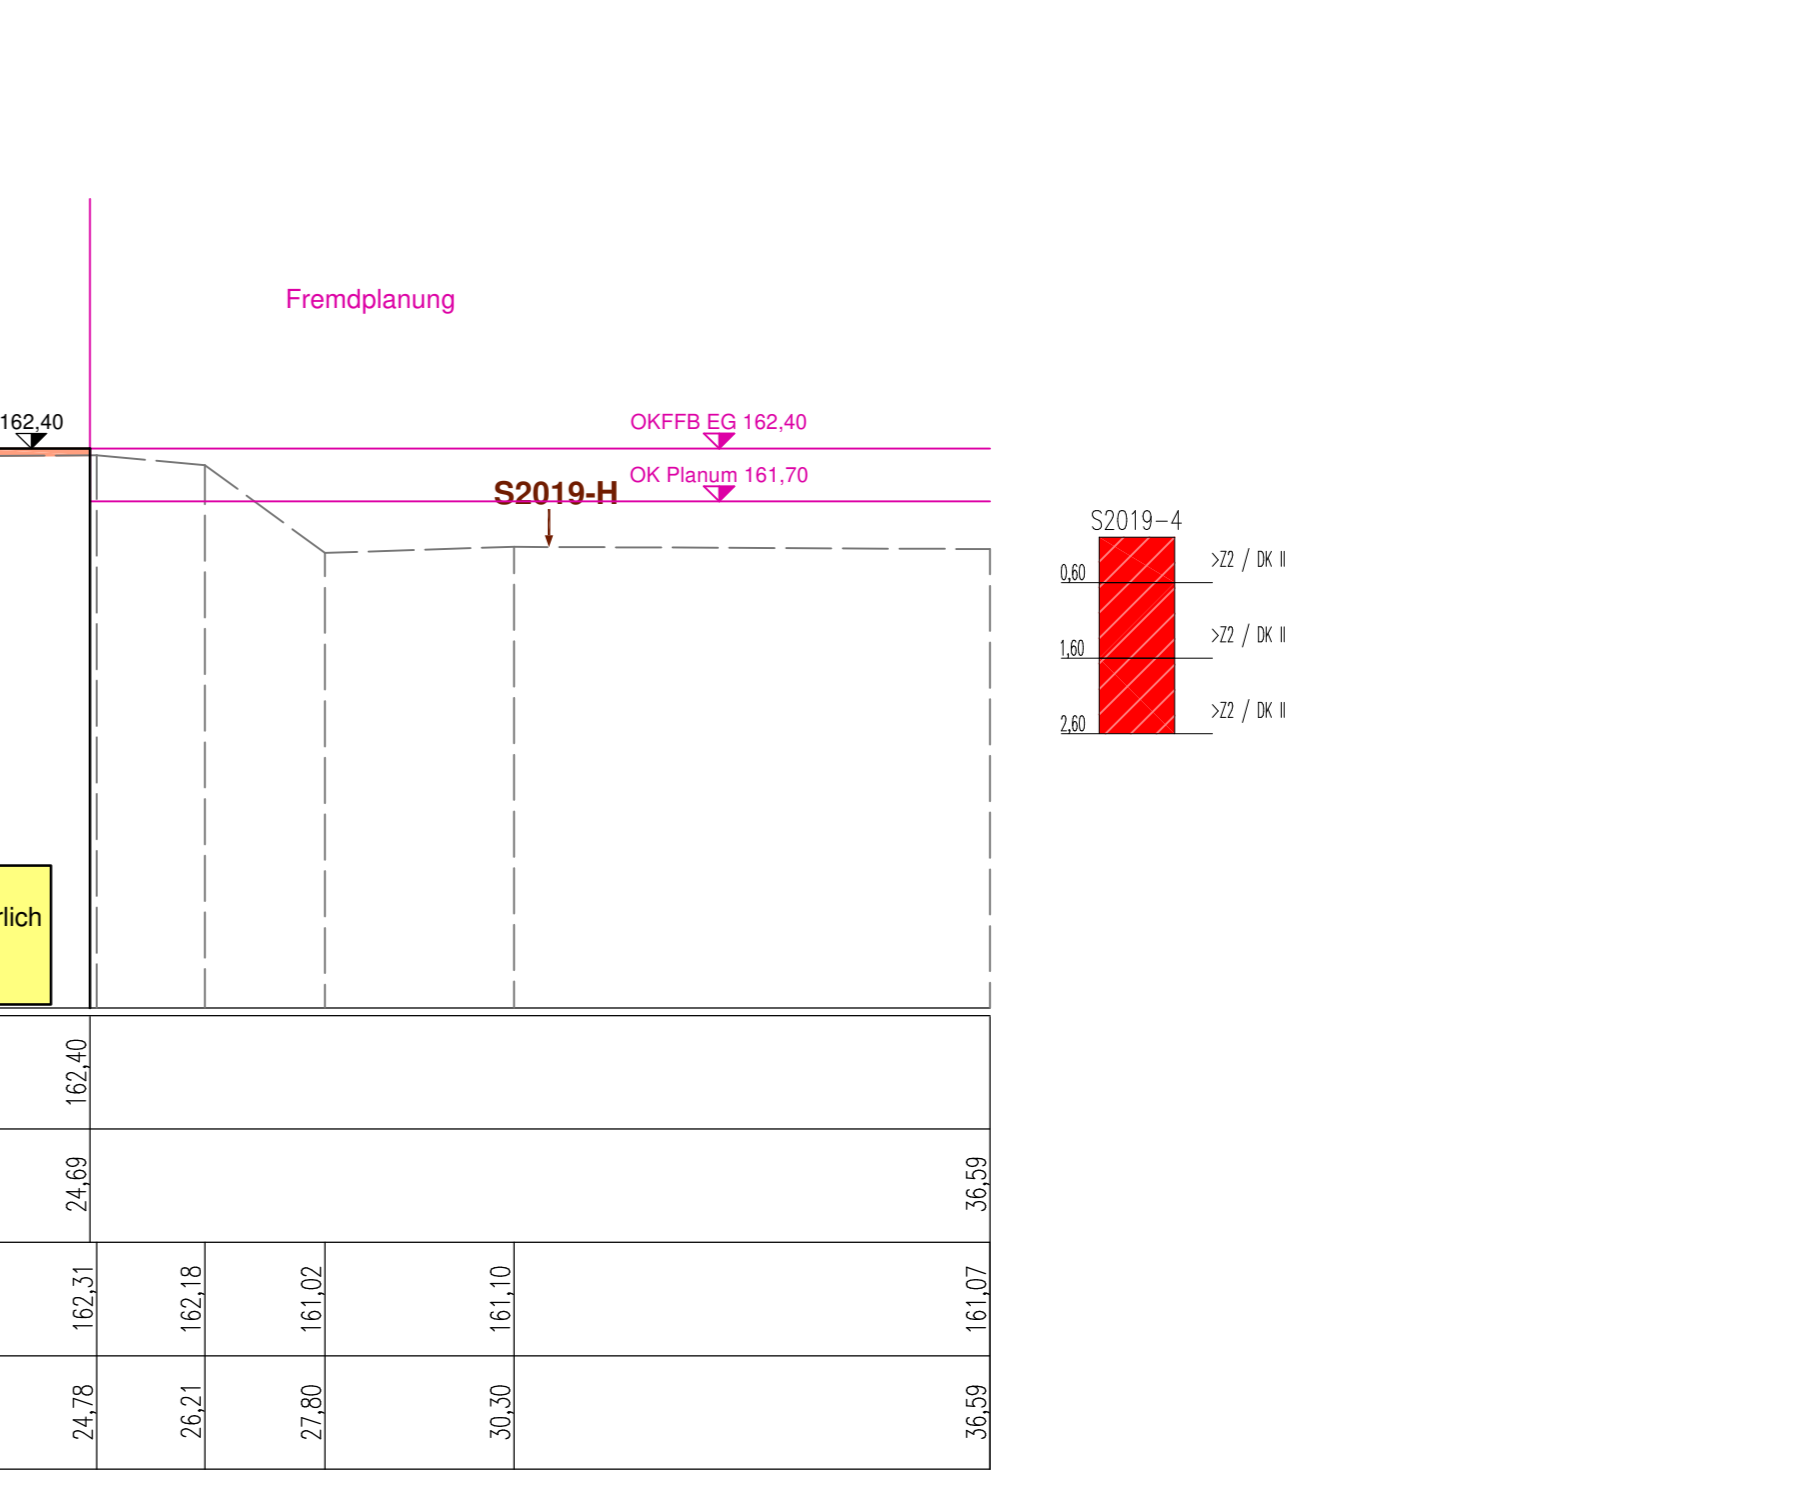 Fremdplanung
162,40
OKFFB EG 162,40
OK Planum 161,70
S2019-H
S2019-4
>Z2 / DK II
0,60
>Z2 / DK II
1,60
>Z2 / DK II
2,60
rlich
162,40
24,69
36,59
162,31
162,18
161,02
161,10
161,07
24,78
26,21
27,80
30,30
36,59